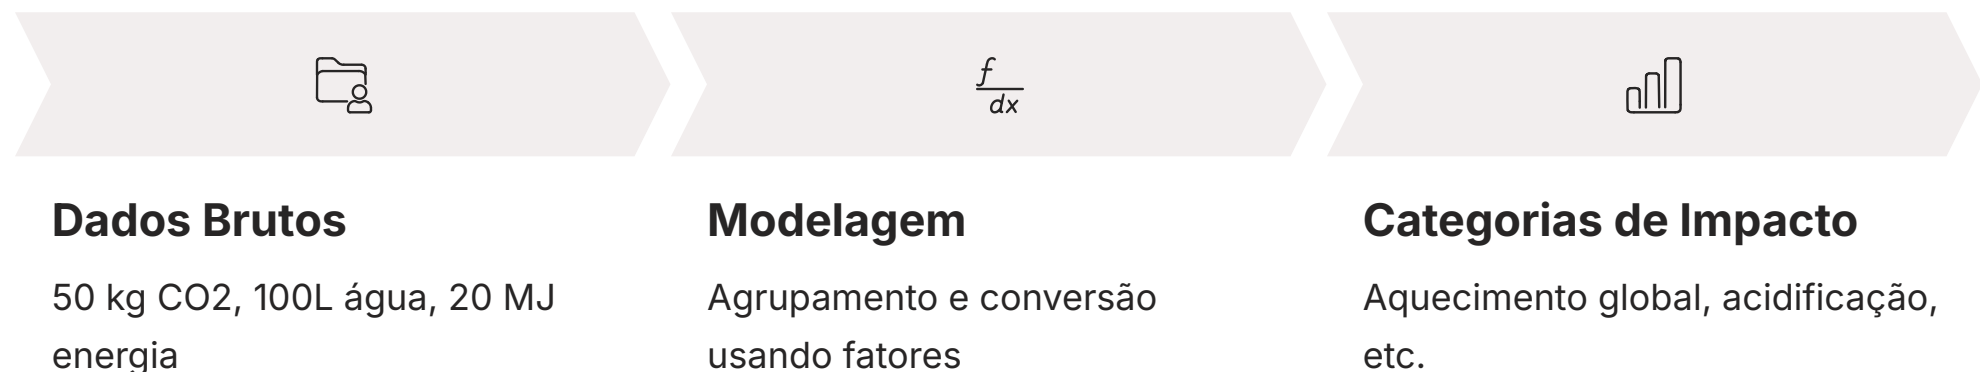 f
dx
Dados Brutos
50 kg CO2, 100L água, 20 MJ
energia
Modelagem
Agrupamento e conversão
usando fatores
Categorias de Impacto
Aquecimento global, acidificação,
etc.